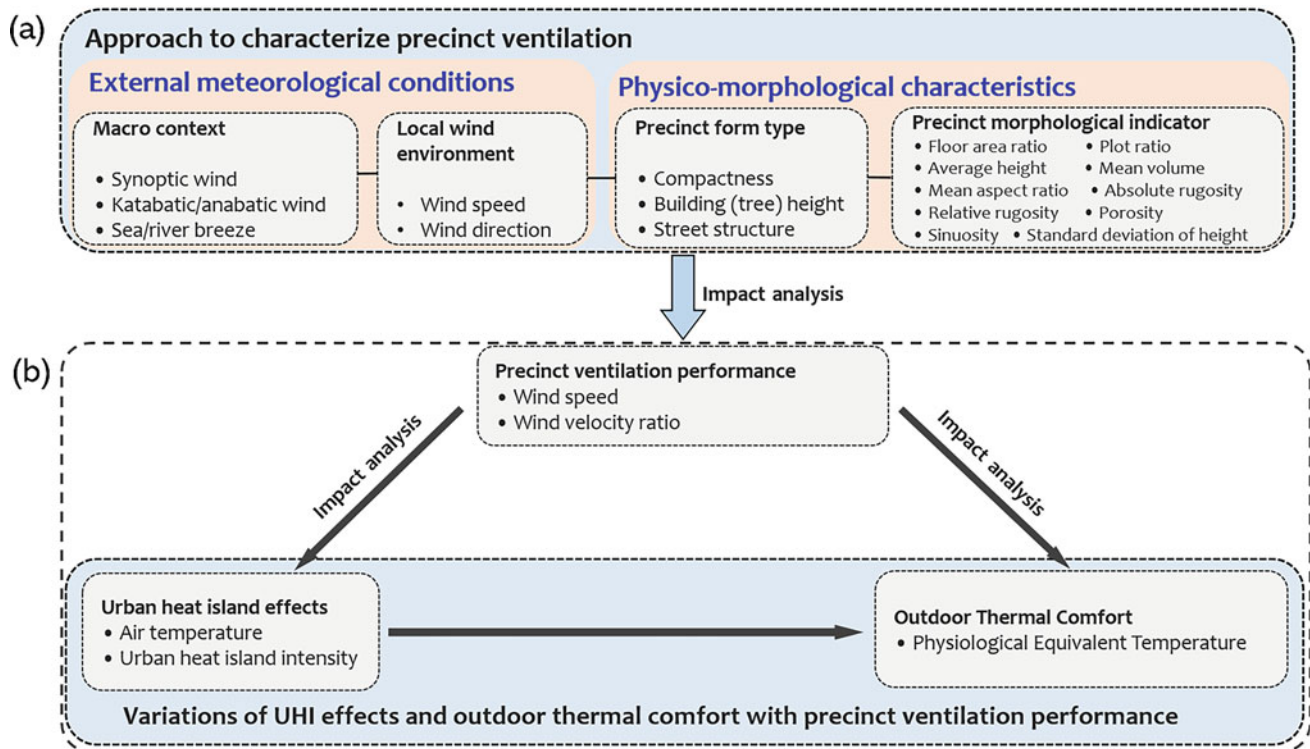 (a)
Approach to characterize precinct ventilation
External meteorological conditions
Macro context
• Synoptic wind
• Katabatic/anabatic wind
• Sea/river breeze
Local wind
environment
• Wind speed
• Wind direction
Physico-morphological characteristics
Precinct form type
• Compactness
• Building (tree) height
• Street structure
Precinct morphological indicator
• Floor area ratio • Plot ratio
• Average height • Mean volume
• Mean aspect ratio • Absolute rugosity
• Relative rugosity • Porosity
• Sinuosity • Standard deviation of height
Impact analysis
(b)
Precinct ventilation performance
• Wind speed
• Wind velocity ratio
Impact analysis
Impact analysis
Urban heat island effects
• Air temperature
• Urban heat island intensity
Outdoor Thermal Comfort
• Physiological Equivalent Temperature
Variations of UHI effects and outdoor thermal comfort with precinct ventilation performance